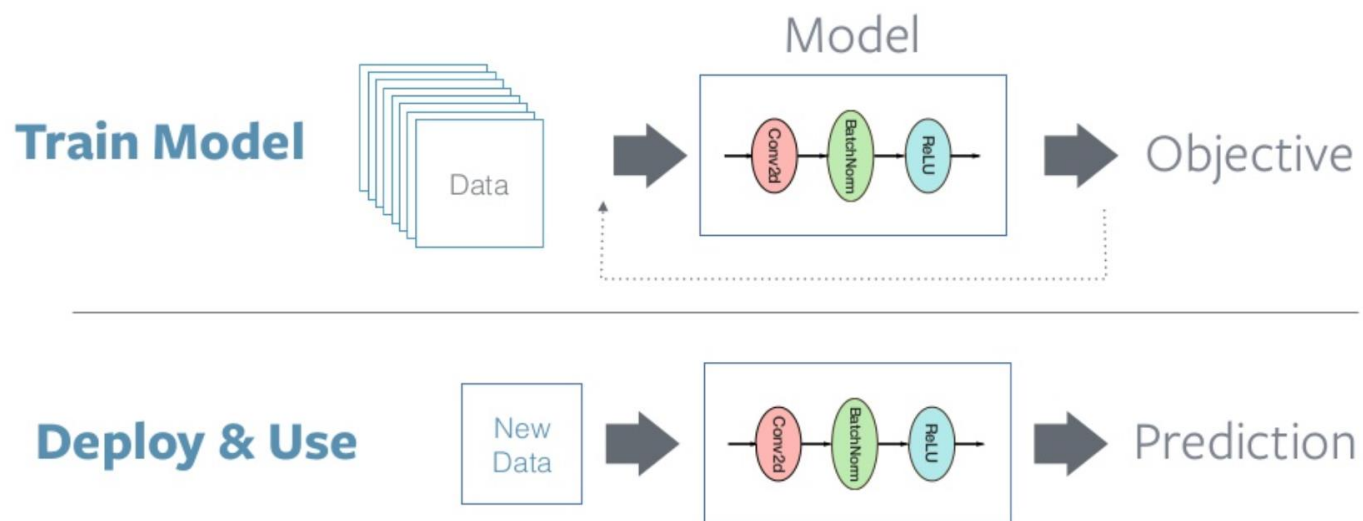 Model
Train Model
Data
Conv2d
BatchNorm
ReLU
Objective
Deploy & Use
New
Data
Conv2d
BatchNorm
ReLU
Prediction